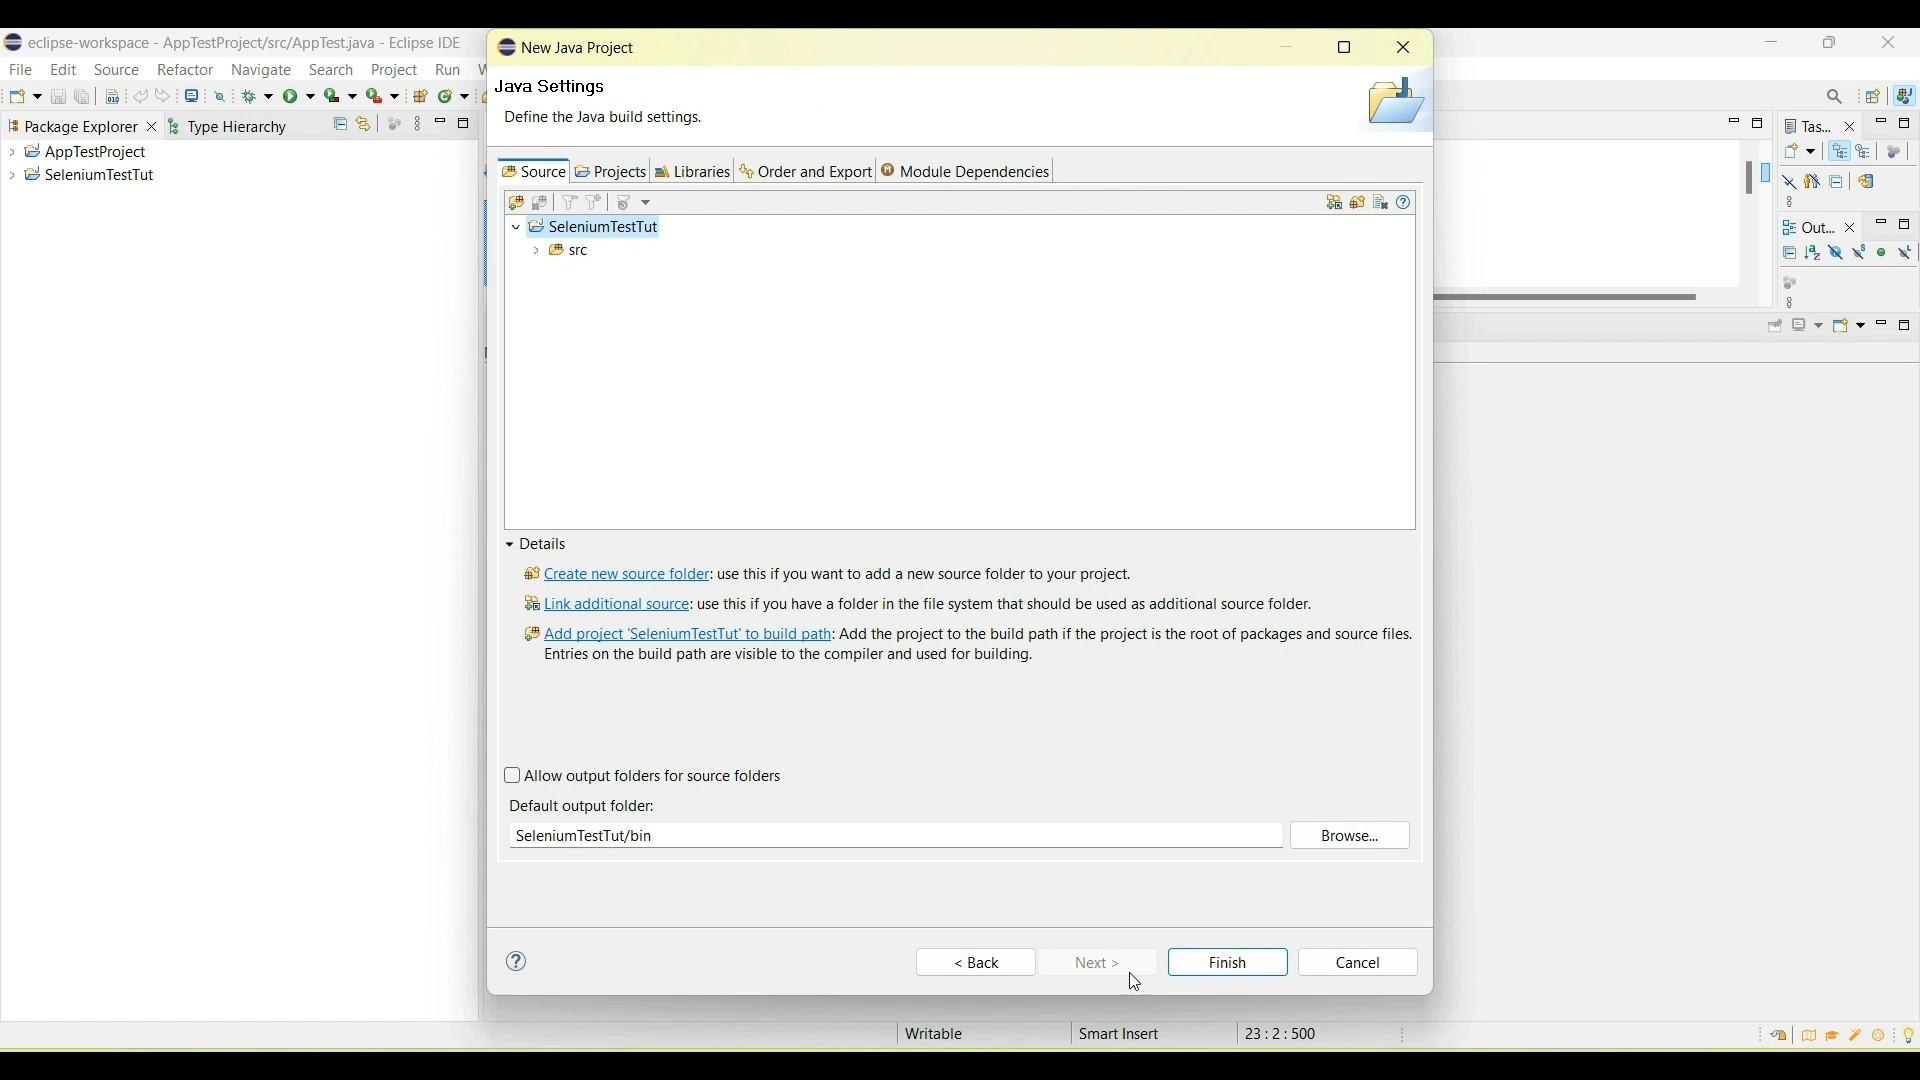 eclipse-workspace - AppTestProject/src/AppTest.java - Eclipse IDE
File Edit Source Refactor Navigate Search Project Run
Package Explorer
Type Hierarchy
AppTestProject
SeleniumTestTut
New Java Project
Java Settings
Define the Java build settings.
Source Projects Libraries Order and Export Module Dependencies
SeleniumTestTut
src
Details
Create new source folder: use this if you want to add a new source folder to your project.
Link additional source: use this if you have a folder in the file system that should be used as additional source folder.
Add project 'SeleniumTestTut' to build path: Add the project to the build path if the project is the root of packages and source files.
Entries on the build path are visible to the compiler and used for building.
Allow output folders for source folders
Default output folder:
SeleniumTestTut/bin
Browse...
< Back
Next >
Finish
Cancel
Tas...
Out...
Writable
Smart Insert
23 : 2 : 500